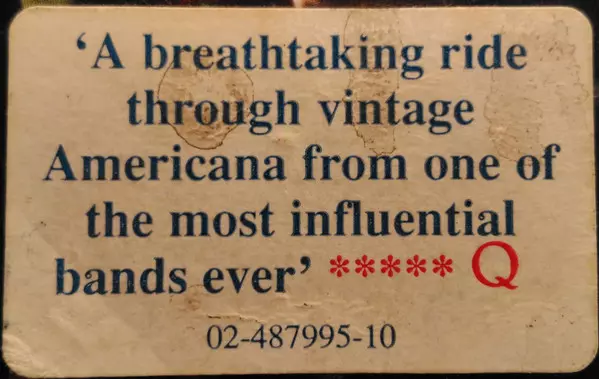 ‘A breathtaking ride
through vintage
Americana from one of
the most influential
bands ever’ ***** Q
02-487995-10